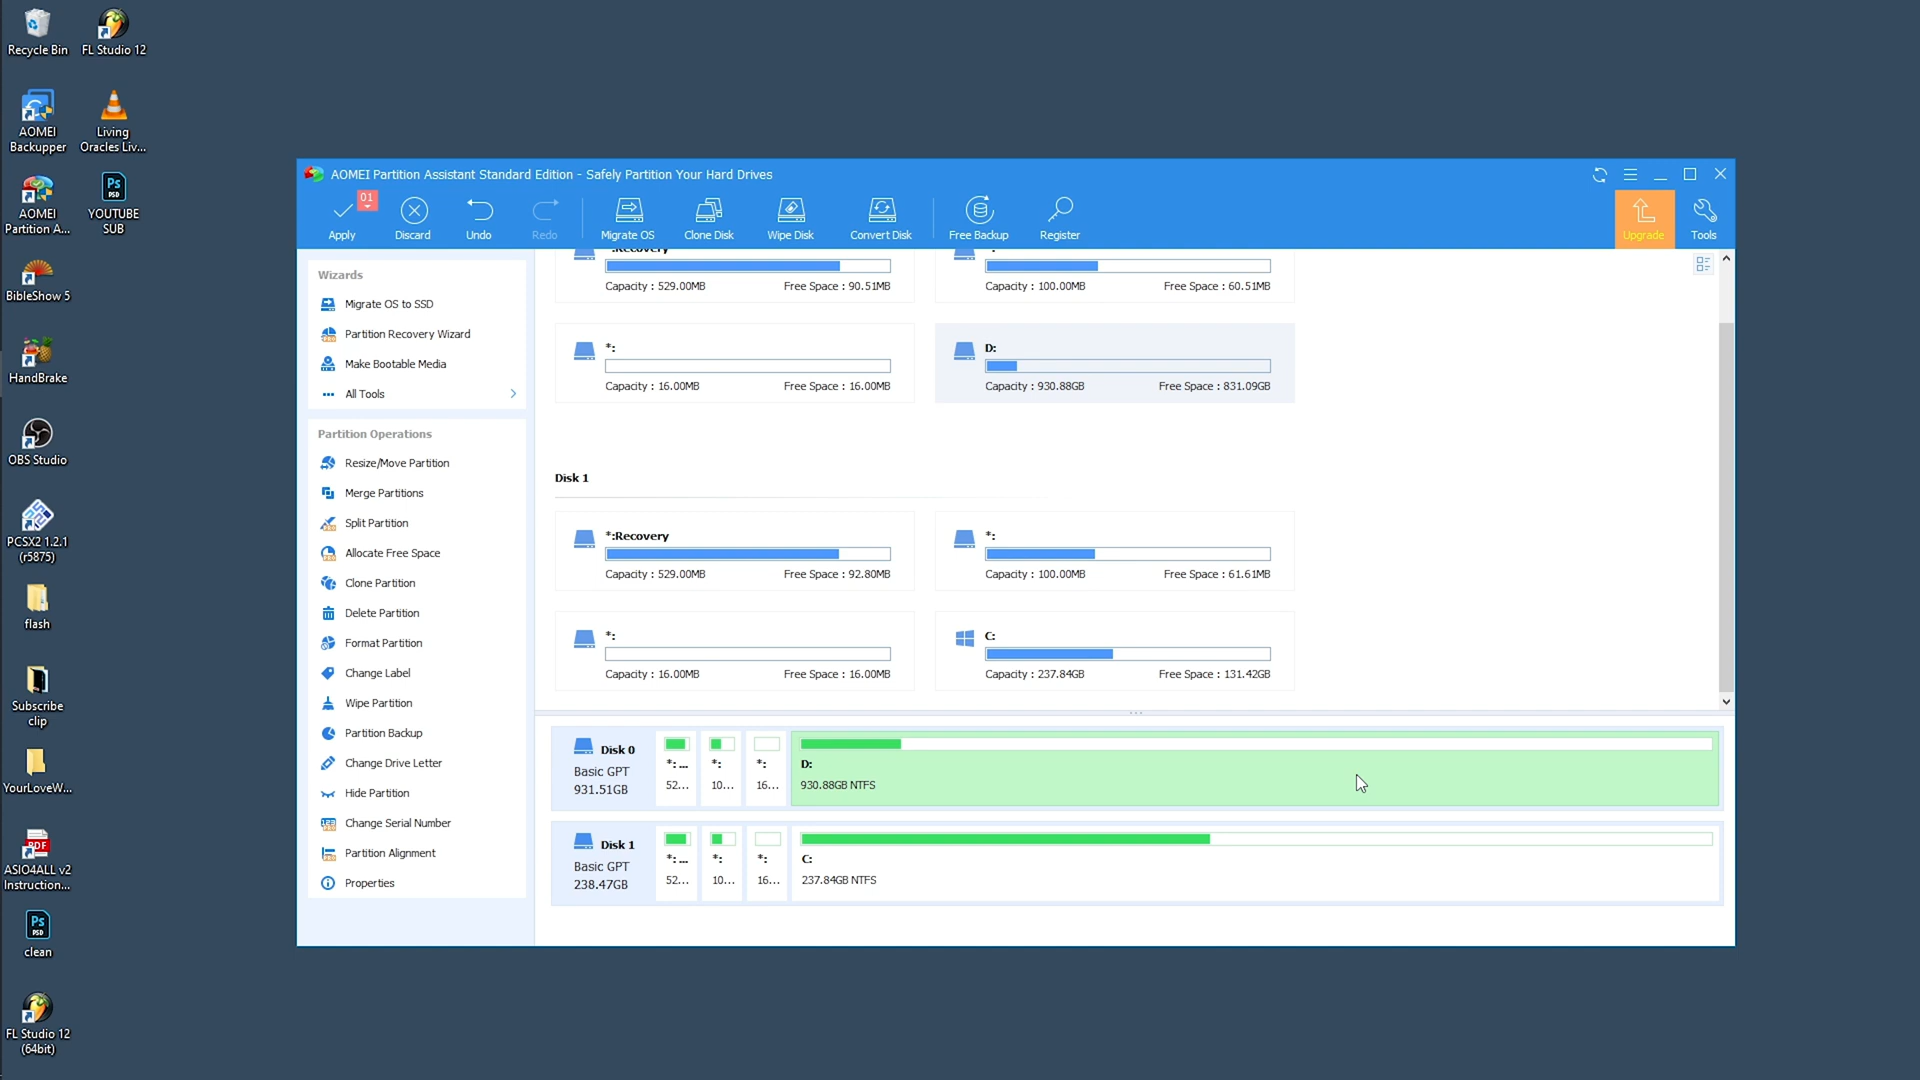 Recycle Bin
FL Studio 12
AOMEI
Backupper
Living
Oracles Liv...
AOMEI
Partition A...
YOUTUBE
SUB
BibleShow 5
HandBrake
OBS Studio
PCSX2 1.2.1
(r5875)
flash
Subscribe
clip
YourLoveW...
ASIO4ALL v2
Instruction...
clean
FL Studio 12
(64bit)
AOMEI Partition Assistant Standard Edition - Safely Partition Your Hard Drives
01
Apply
Discard
Undo
Redo
Migrate OS
Clone Disk
Wipe Disk
Convert Disk
Free Backup
Register
Upgrade
Tools
Wizards
Migrate OS to SSD
Partition Recovery Wizard
Make Bootable Media
All Tools
Partition Operations
Resize/Move Partition
Merge Partitions
Split Partition
Allocate Free Space
Clone Partition
Delete Partition
Format Partition
Change Label
Wipe Partition
Partition Backup
Change Drive Letter
Hide Partition
Change Serial Number
Partition Alignment
Properties
*:Recovery
Capacity : 529.00MB Free Space : 90.51MB
Capacity : 100.00MB Free Space : 60.51MB
*:
Capacity : 16.00MB Free Space : 16.00MB
D:
Capacity : 930.88GB Free Space : 831.09GB
Disk 1
*:Recovery
Capacity : 529.00MB Free Space : 92.80MB
*:
Capacity : 100.00MB Free Space : 61.61MB
*:
Capacity : 16.00MB Free Space : 16.00MB
C:
Capacity : 237.84GB Free Space : 131.42GB
Disk 0
Basic GPT
931.51GB
*: ...
52...
*:
10...
*:
16...
D:
930.88GB NTFS
Disk 1
Basic GPT
238.47GB
*: ...
52...
*:
10...
*:
16...
C:
237.84GB NTFS